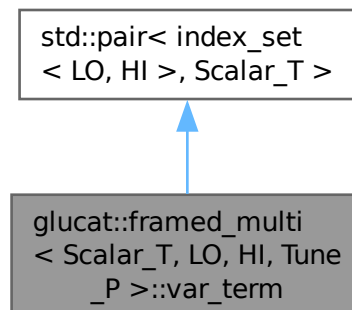 std::pair< index_set
< LO, HI >, Scalar_T >
glucat::framed_multi
< Scalar_T, LO, HI, Tune
_P >::var_term